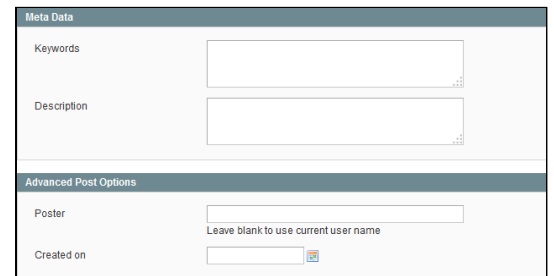 Meta Data
Keywords
Description
Advanced Post Options
Poster
Leave blank to use current user name
Created on